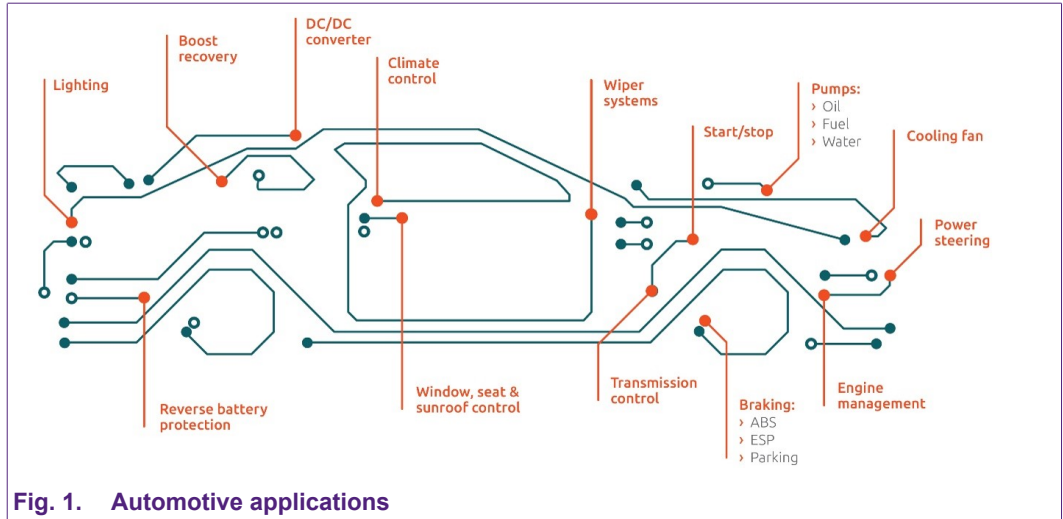 DC/DC
converter
Boost
recovery
Climate
control
Lighting
Wiper
systems
Pumps:
› Oil
› Fuel
› Water
Start/stop
Cooling fan
Power
steering
Reverse battery
protection
Window, seat &
sunroof control
Transmission
control
Braking:
› ABS
› ESP
› Parking
Engine
management
Fig. 1. Automotive applications